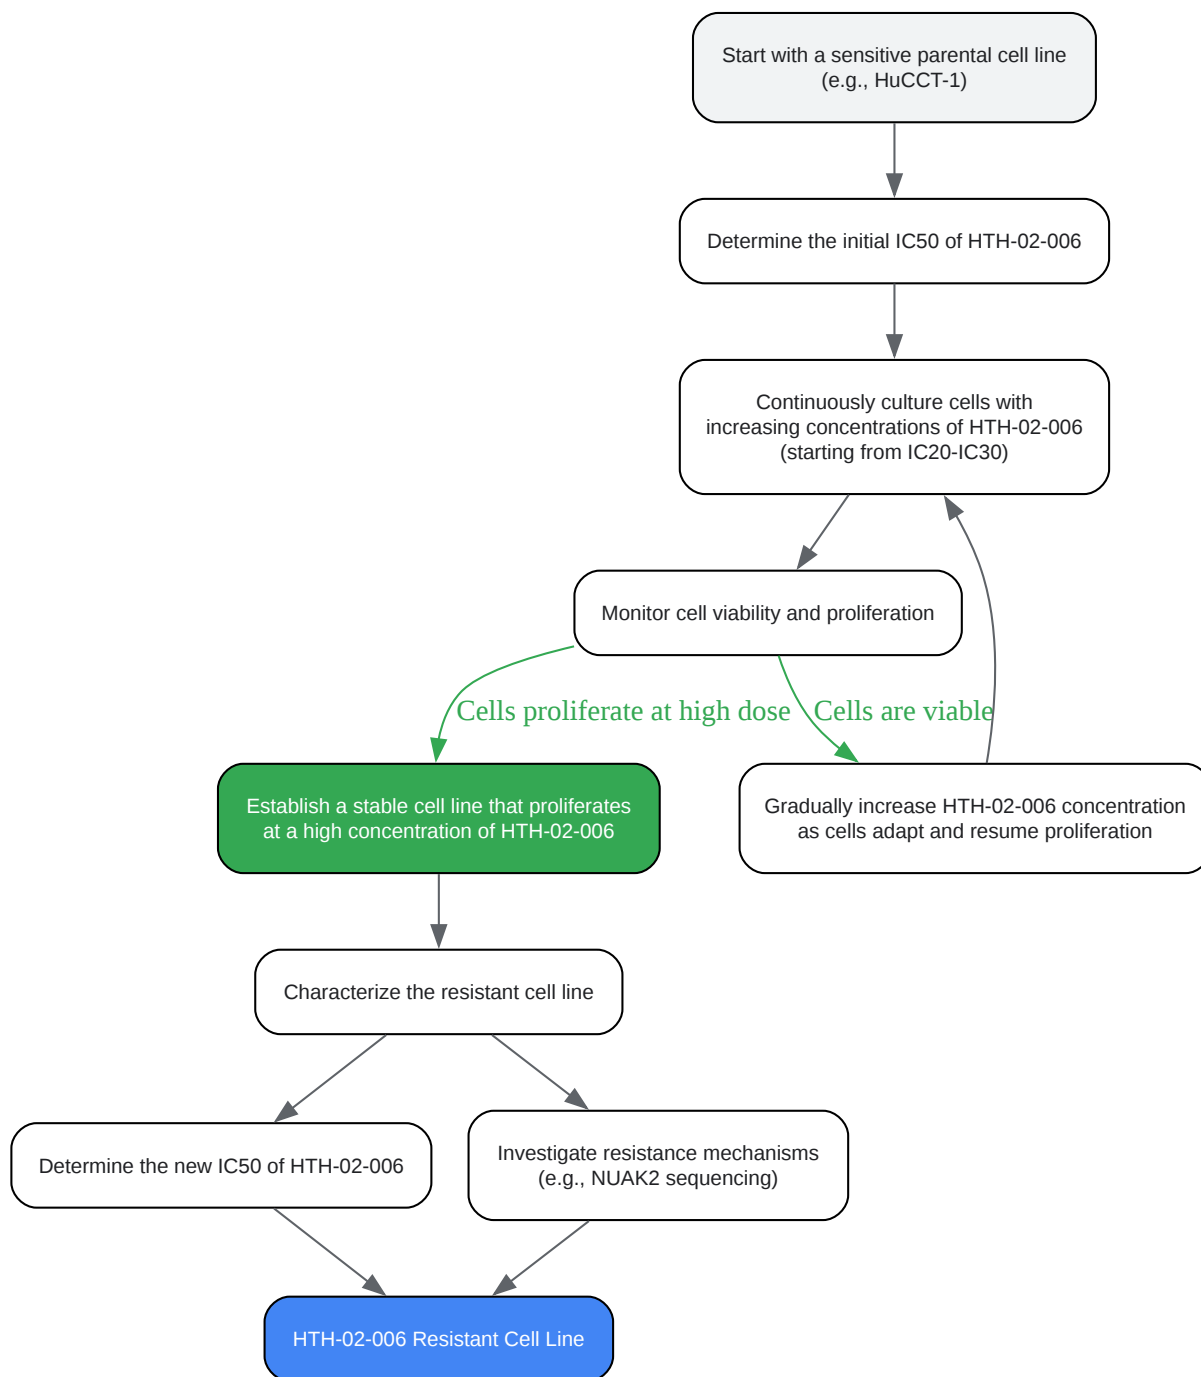 Start with a sensitive parental cell line
(e.g., HuCCT-1)
Determine the initial IC50 of HTH-02-006
Continuously culture cells with
increasing concentrations of HTH-02-006
(starting from IC20-IC30)
Monitor cell viability and proliferation
Cells proliferate at high dose
Cells are viable
Establish a stable cell line that proliferates
at a high concentration of HTH-02-006
Gradually increase HTH-02-006 concentration
as cells adapt and resume proliferation
Characterize the resistant cell line
Determine the new IC50 of HTH-02-006
Investigate resistance mechanisms
(e.g., NUAK2 sequencing)
HTH-02-006 Resistant Cell Line